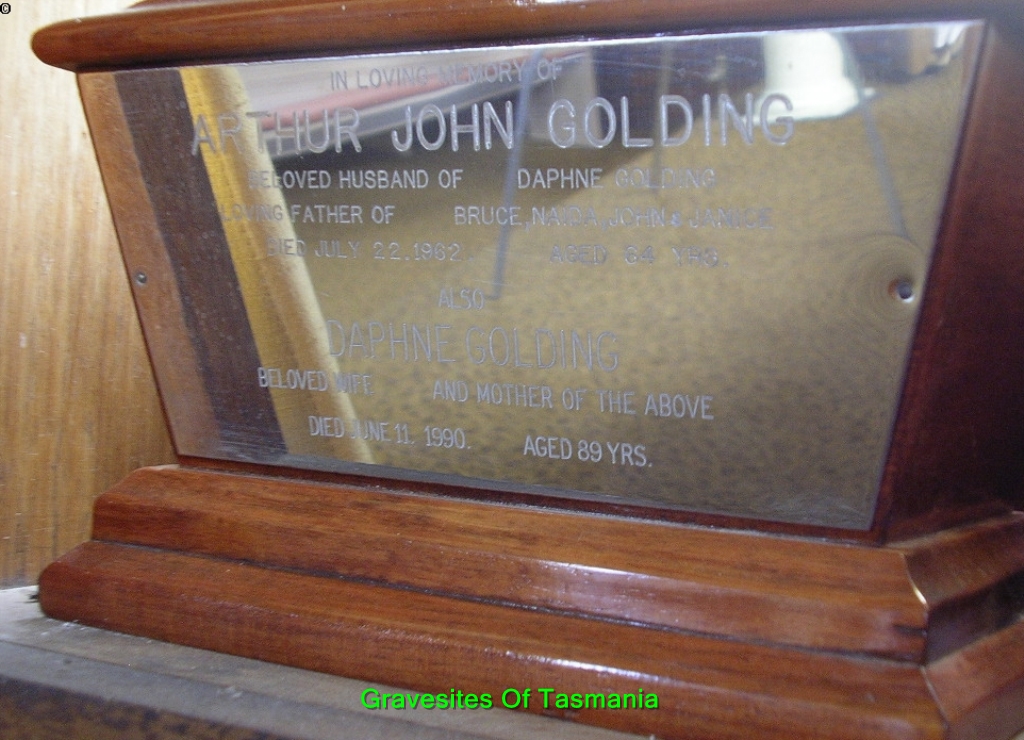 ©
IN LOVING MEMORY OF
ARTHUR JOHN GOLDING
BELOVED HUSBAND OF DAPHNE GOLDING
LOVING FATHER OF BRUCE, NAIDA, JOHN & JANICE
DIED JULY 22.1962. AGED 64 YRS.
ALSO
DAPHNE GOLDING
BELOVED WIFE AND MOTHER OF THE ABOVE
DIED JUNE 11. 1990. AGED 89 YRS.
Gravesites Of Tasmania